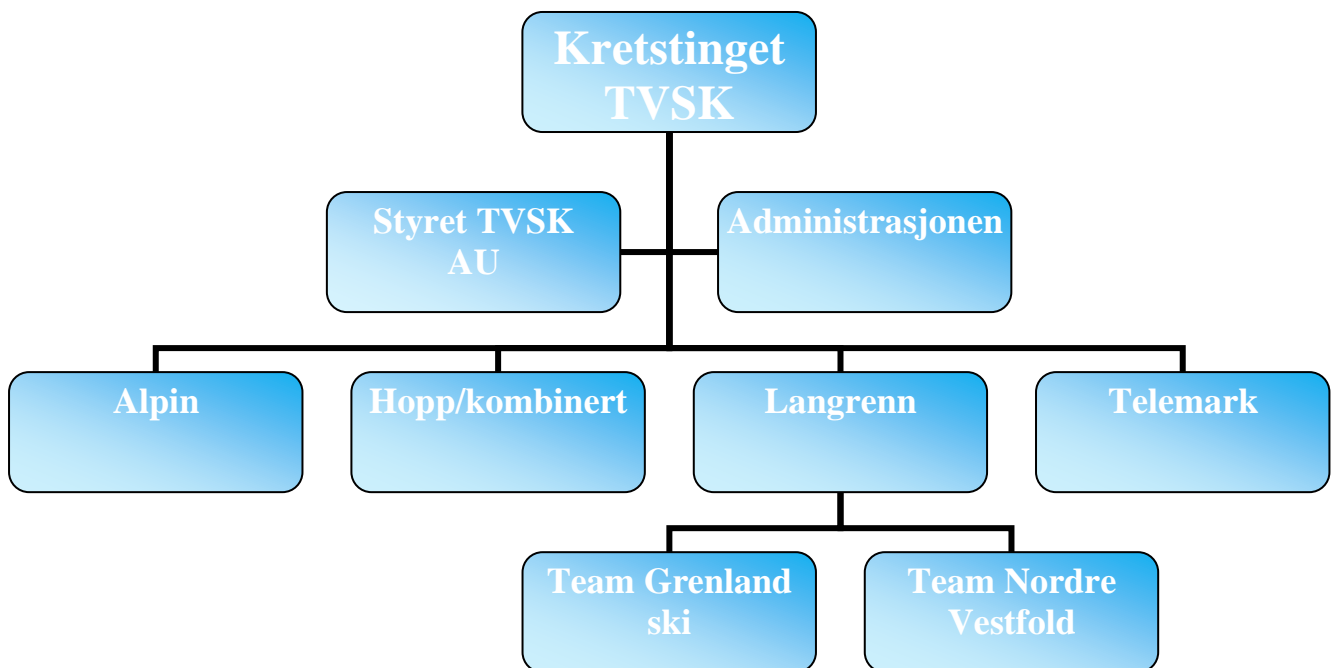 Kretstinget
TVSK
Styret TVSK
AU
Administrasjonen
Alpin
Hopp/kombinert
Langrenn
Telemark
Team Grenland
ski
Team Nordre
Vestfold